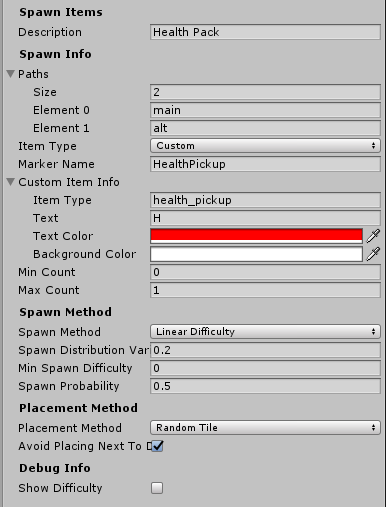 Spawn Items
Description Health Pack
Spawn Info
Paths
Size 2
Element 0 main
Element 1 alt
Item Type Custom
Marker Name HealthPickup
Custom Item Info
Item Type health_pickup
Text H
Text Color
Background Color
Min Count 0
Max Count 1
Spawn Method
Spawn Method Linear Difficulty
Spawn Distribution Var 0.2
Min Spawn Difficulty 0
Spawn Probability 0.5
Placement Method
Placement Method Random Tile
Avoid Placing Next To D
Debug Info
Show Difficulty